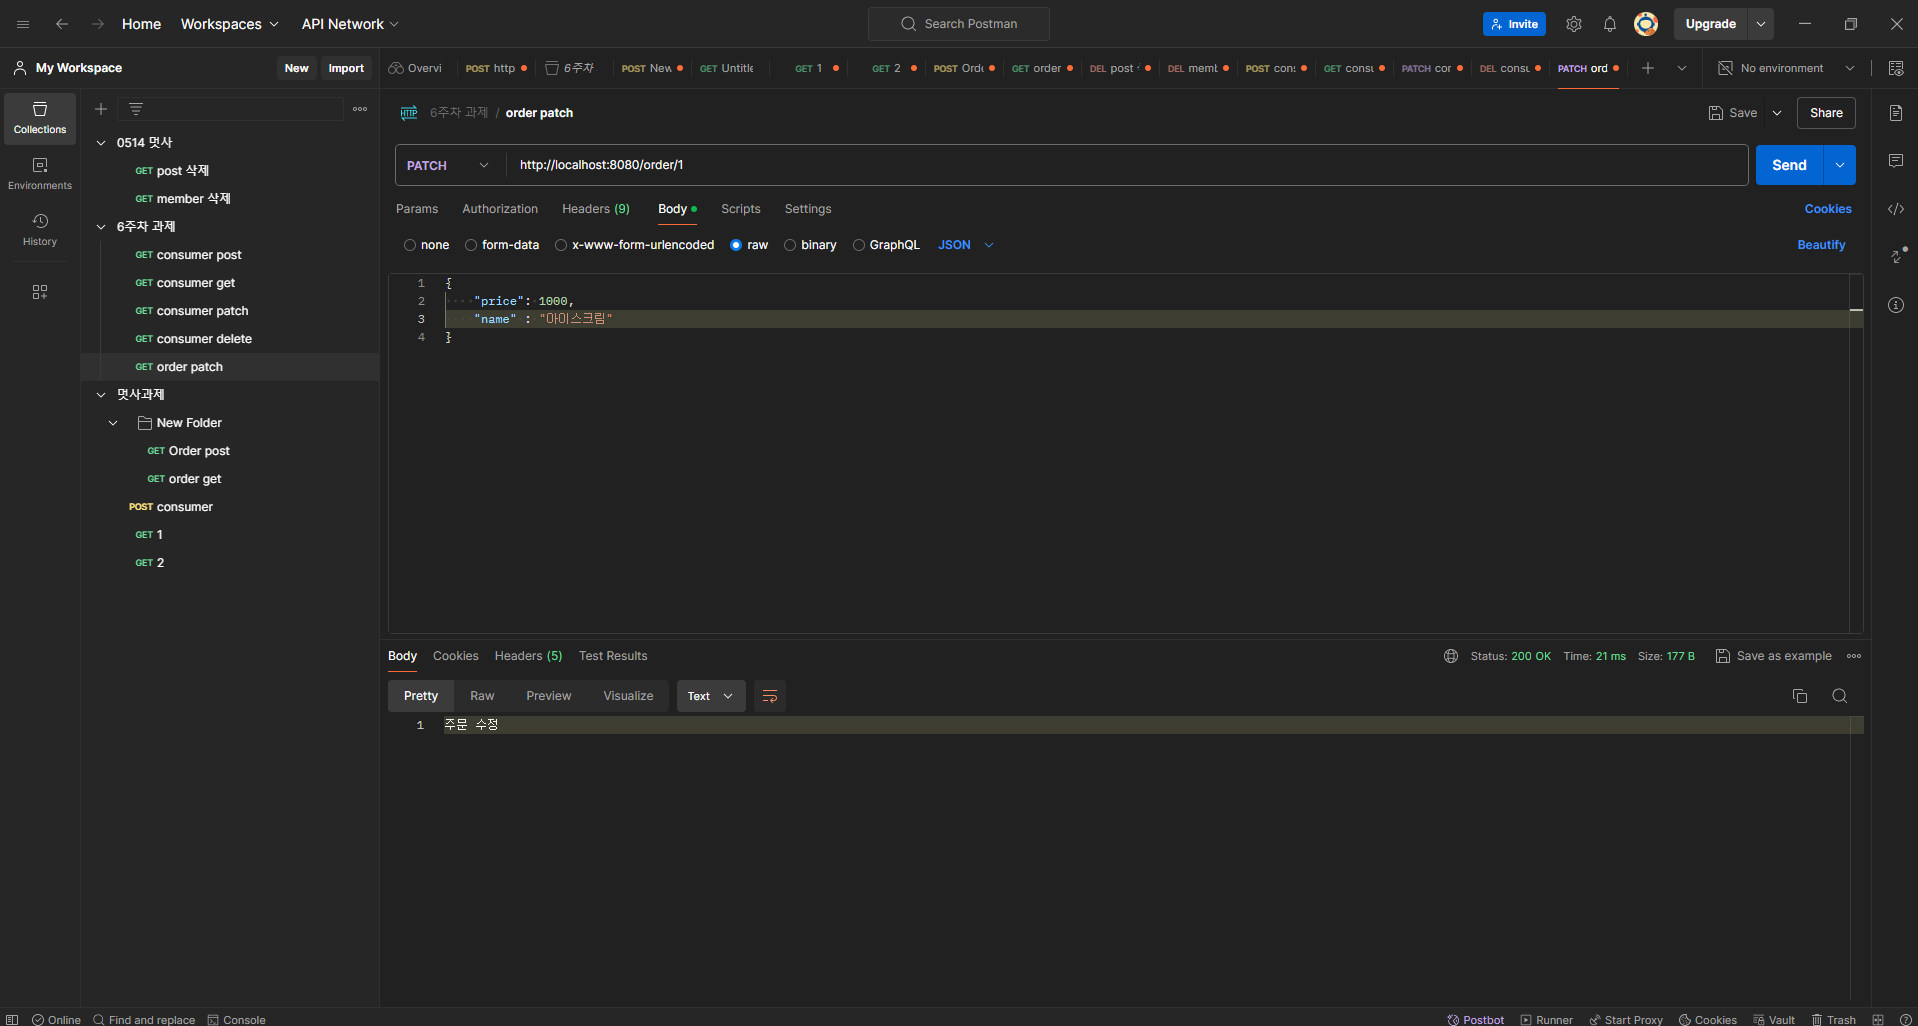 Home Workspaces API Network Search Postman Invite Upgrade
My Workspace New Import Overvi POST http 6주차 POST New GET Untitle GET 1 GET 2 POST Orde GET order DEL post DEL memb POST con: GET consu PATCH cor DEL consu PATCH ord No environment
Collections
Environments
History
0514 멋사
GET post 삭제
GET member 삭제
6주차 과제
GET consumer post
GET consumer get
GET consumer patch
GET consumer delete
GET order patch
멋사과제
New Folder
GET Order post
GET order get
POST consumer
GET 1
GET 2
HTTP 6주차 과제 / order patch Save Share
PATCH http://localhost:8080/order/1 Send
Params Authorization Headers (9) Body Scripts Settings Cookies
none form-data x-www-form-urlencoded raw binary GraphQL JSON Beautify
1 {
2 "price": 1000,
3 "name" : "아이스크림"
4 }
Body Cookies Headers (5) Test Results Status: 200 OK Time: 21 ms Size: 177 B Save as example
Pretty Raw Preview Visualize Text
1 주문 수정
Online Find and replace Console Postbot Runner Start Proxy Cookies Vault Trash